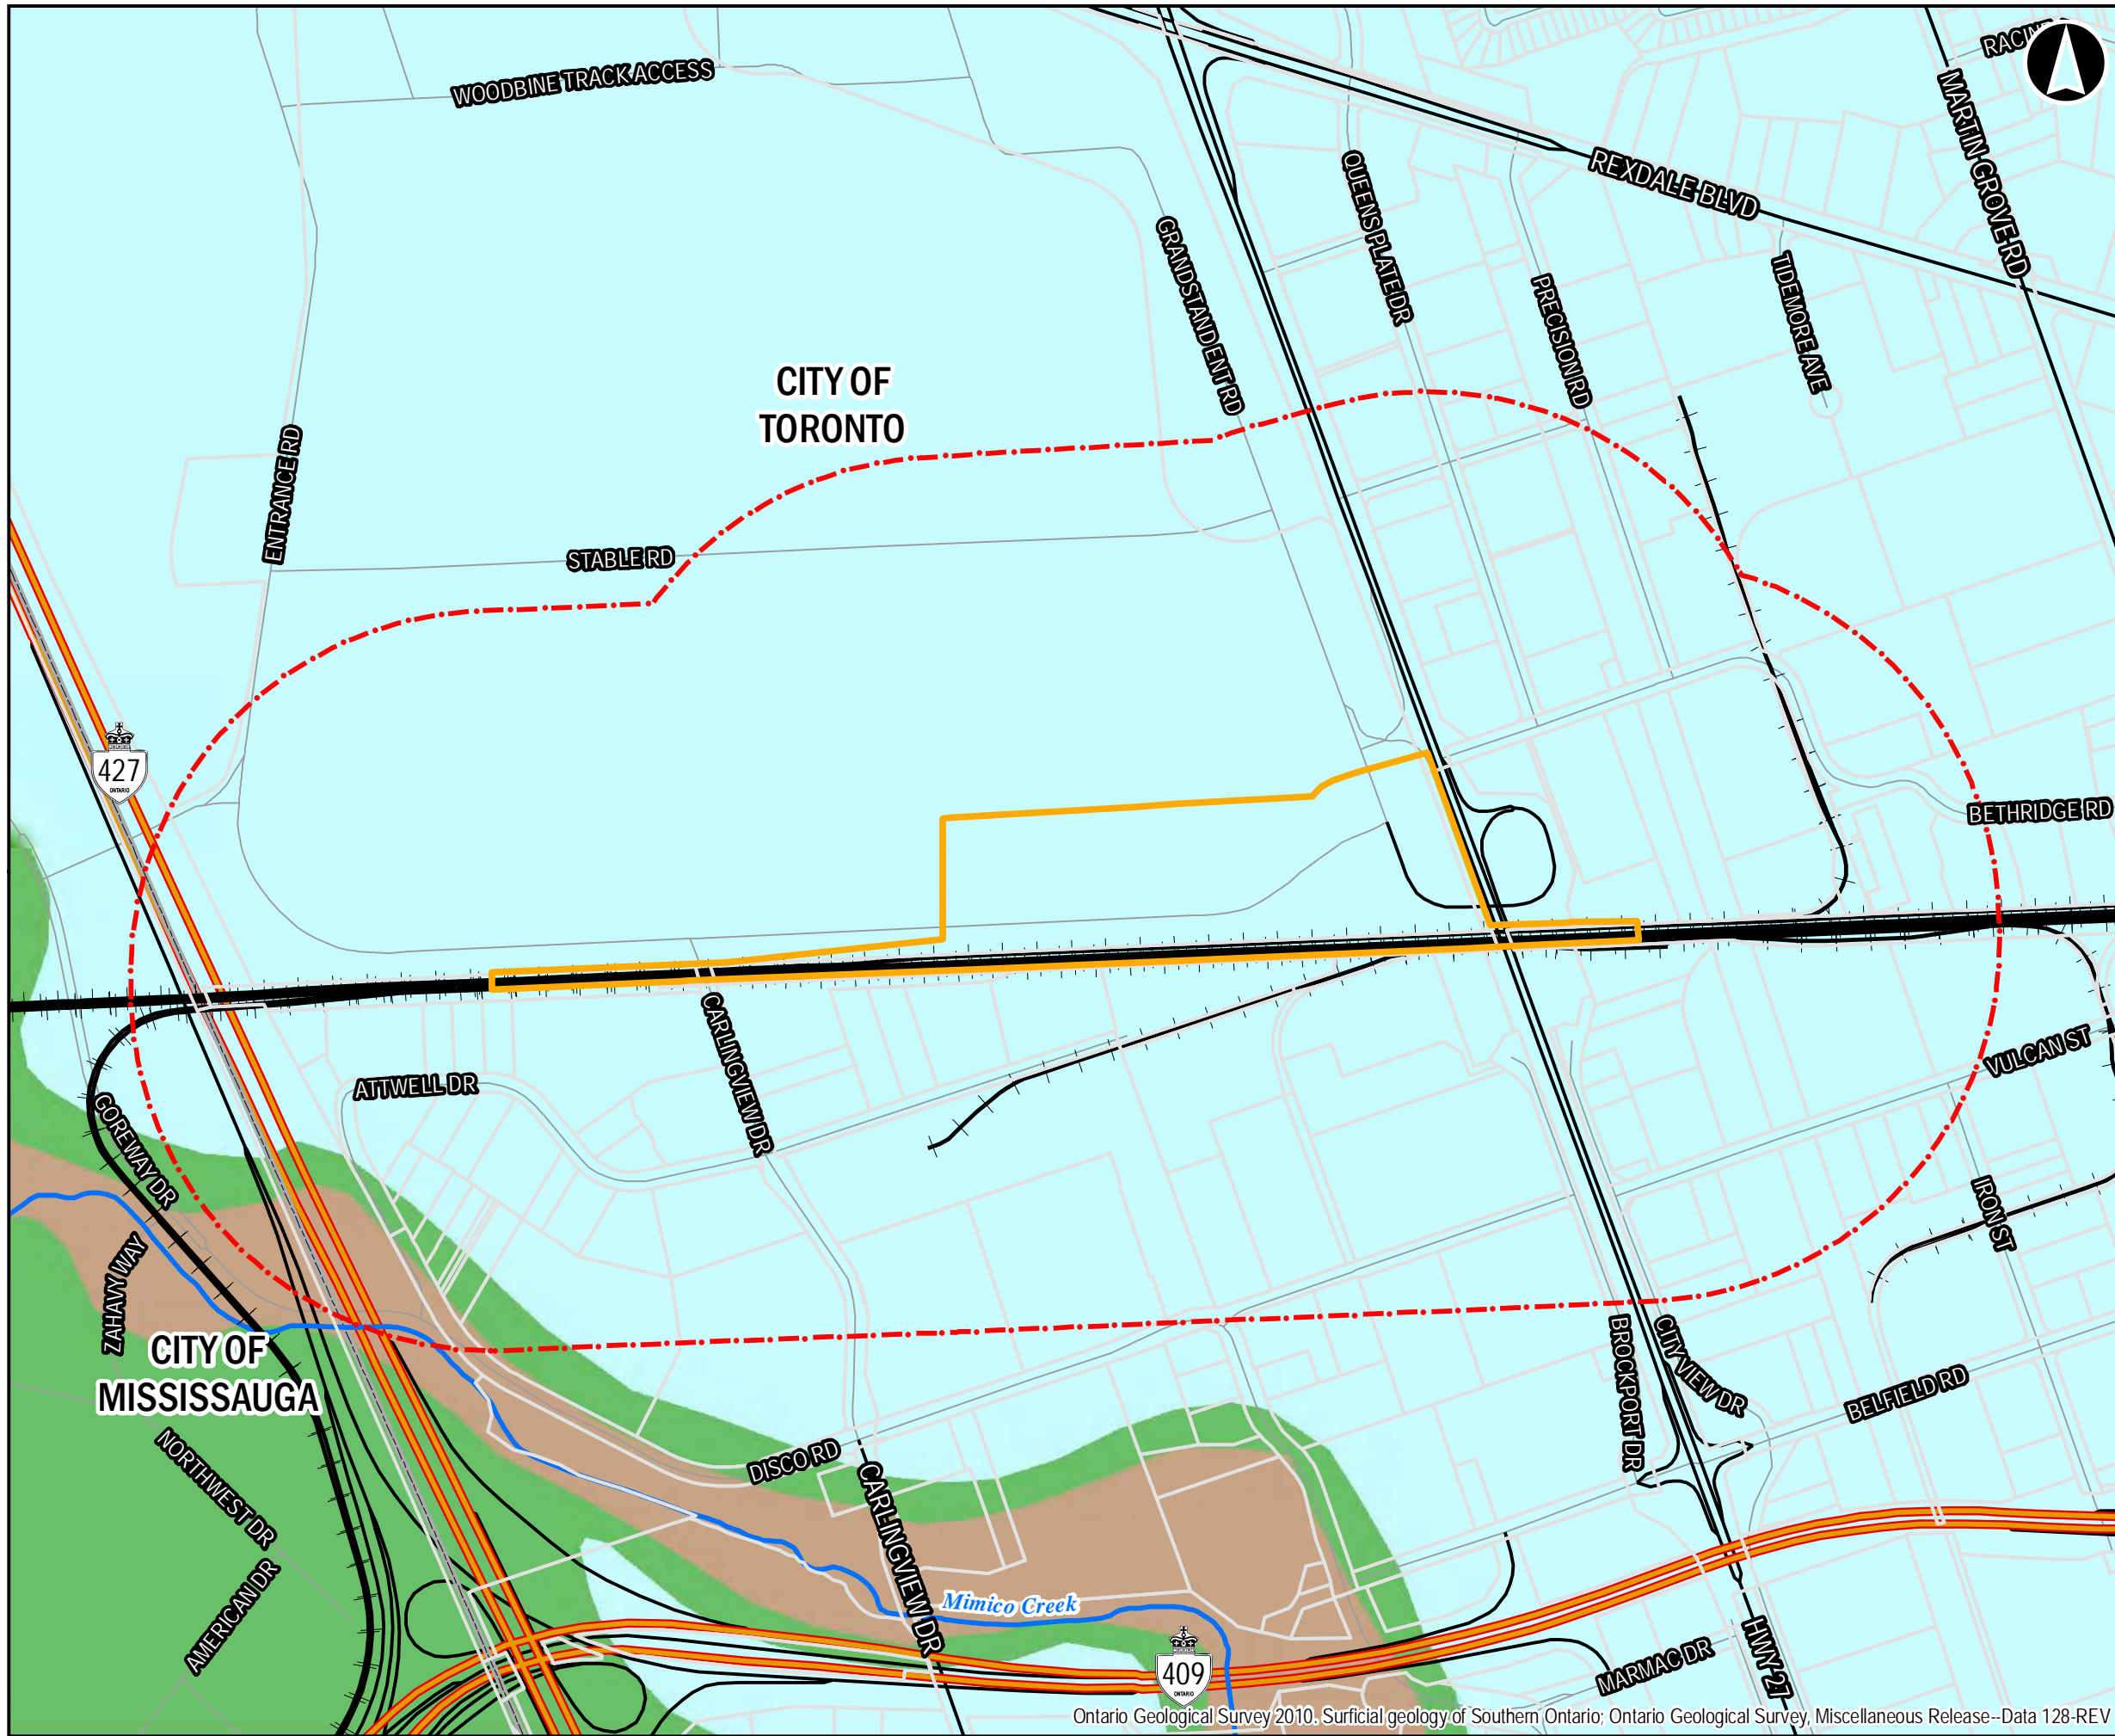 WOODBINE TRACK ACCESS
REXDALE BLVD
MARTIN GROVE RD
QUEENS PLATE DR
GRANDSTAND ENT RD
PRECISION RD
TIDEMORE AVE
CITY OF
TORONTO
ENTRANCE RD
STABLE RD
427
ONTARIO
BETHRIDGE RD
CARLINGVIEW DR
ATTWELL DR
VULCAN ST
GOREWAY DR
IRON ST
ZAHAVY WAY
CITY OF
MISSISSAUGA
BROCKPORT DR
CITY VIEW DR
BELFIELD RD
NORTHWEST DR
DISCO RD
CARLINGVIEW DR
AMERICAN DR
Mimico Creek
409
ONTARIO
MARMAC DR
HWY 27
Ontario Geological Survey 2010. Surficial geology of Southern Ontario; Ontario Geological Survey, Miscellaneous Release--Data 128-REV